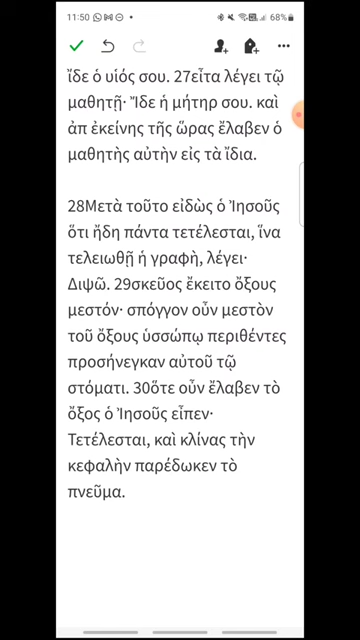 11:50
68%
ἴδε ὁ υἱός σου. 27εἶτα λέγει τῷ
μαθητῇ· Ἴδε ἡ μήτηρ σου. καὶ
ἀπ ἐκείνης τῆς ὥρας ἔλαβεν ὁ
μαθητὴς αὐτὴν εἰς τὰ ἴδια.
28Μετὰ τοῦτο εἰδὼς ὁ Ἰησοῦς
ὅτι ἤδη πάντα τετέλεσται, ἵνα
τελειωθῇ ἡ γραφὴ, λέγει·
Διψῶ. 29σκεῦος ἔκειτο ὄξους
μεστόν· σπόγγον οὖν μεστὸν
τοῦ ὄξους ὑσσώπῳ περιθέντες
προσήνεγκαν αὐτοῦ τῷ
στόματι. 30ὅτε οὖν ἔλαβεν τὸ
ὄξος ὁ Ἰησοῦς εἶπεν·
Τετέλεσται, καὶ κλίνας τὴν
κεφαλὴν παρέδωκεν τὸ
πνεῦμα.